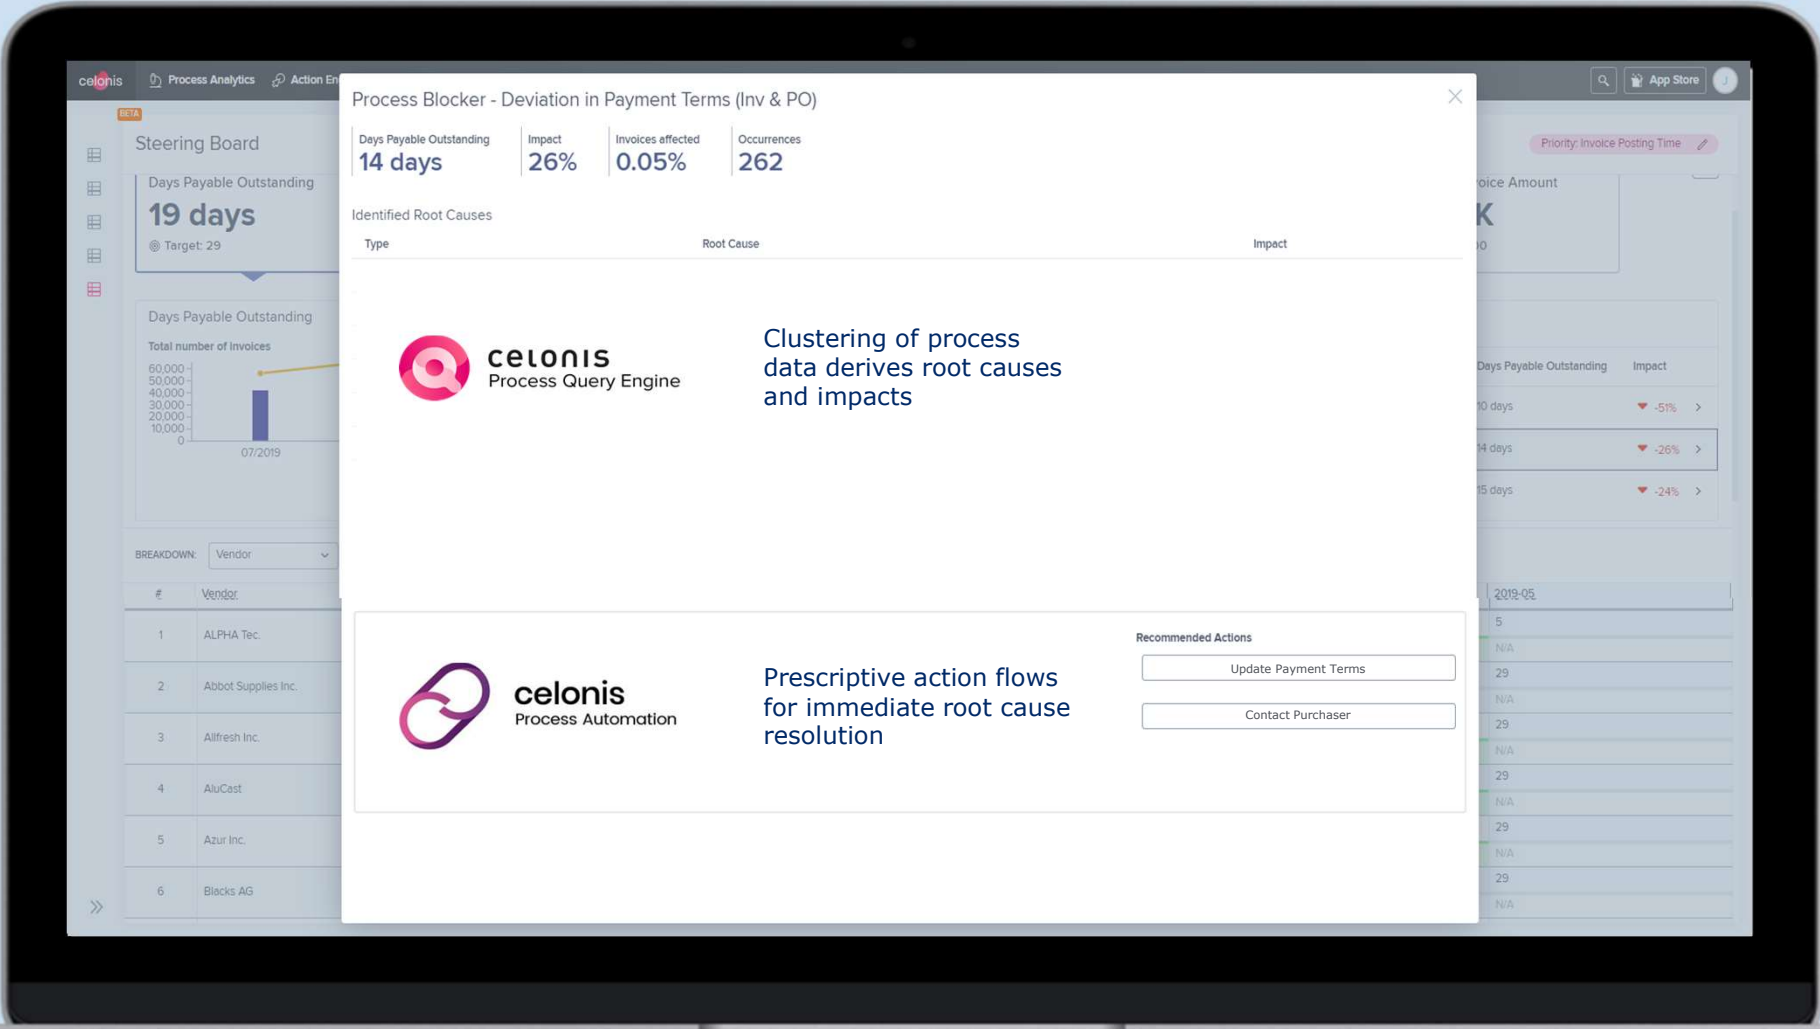 celonis
Process Analytics
Action En
App Store
J
BETA
Steering Board
Priority: Invoice Posting Time
Days Payable Outstanding
19 days
Target: 29
Days Payable Outstanding
Total number of invoices
60,000
50,000
40,000
30,000
20,000
10,000
0
07/2019
BREAKDOWN:
Vendor
# Vendor
1 ALPHA Tec.
2 Abbot Supplies Inc.
3 Allfresh Inc.
4 AluCast
5 Azur Inc.
6 Blacks AG
Process Blocker - Deviation in Payment Terms (Inv & PO)
Days Payable Outstanding
14 days
Impact
26%
Invoices affected
0.05%
Occurrences
262
Identified Root Causes
Type Root Cause Impact
celonis
Process Query Engine
Clustering of process
data derives root causes
and impacts
celonis
Process Automation
Prescriptive action flows
for immediate root cause
resolution
Recommended Actions
Update Payment Terms
Contact Purchaser
oice Amount
K
00
Days Payable Outstanding Impact
10 days -51%
14 days -26%
15 days -24%
2019-05
5
N/A
29
N/A
29
N/A
29
N/A
29
N/A
29
N/A